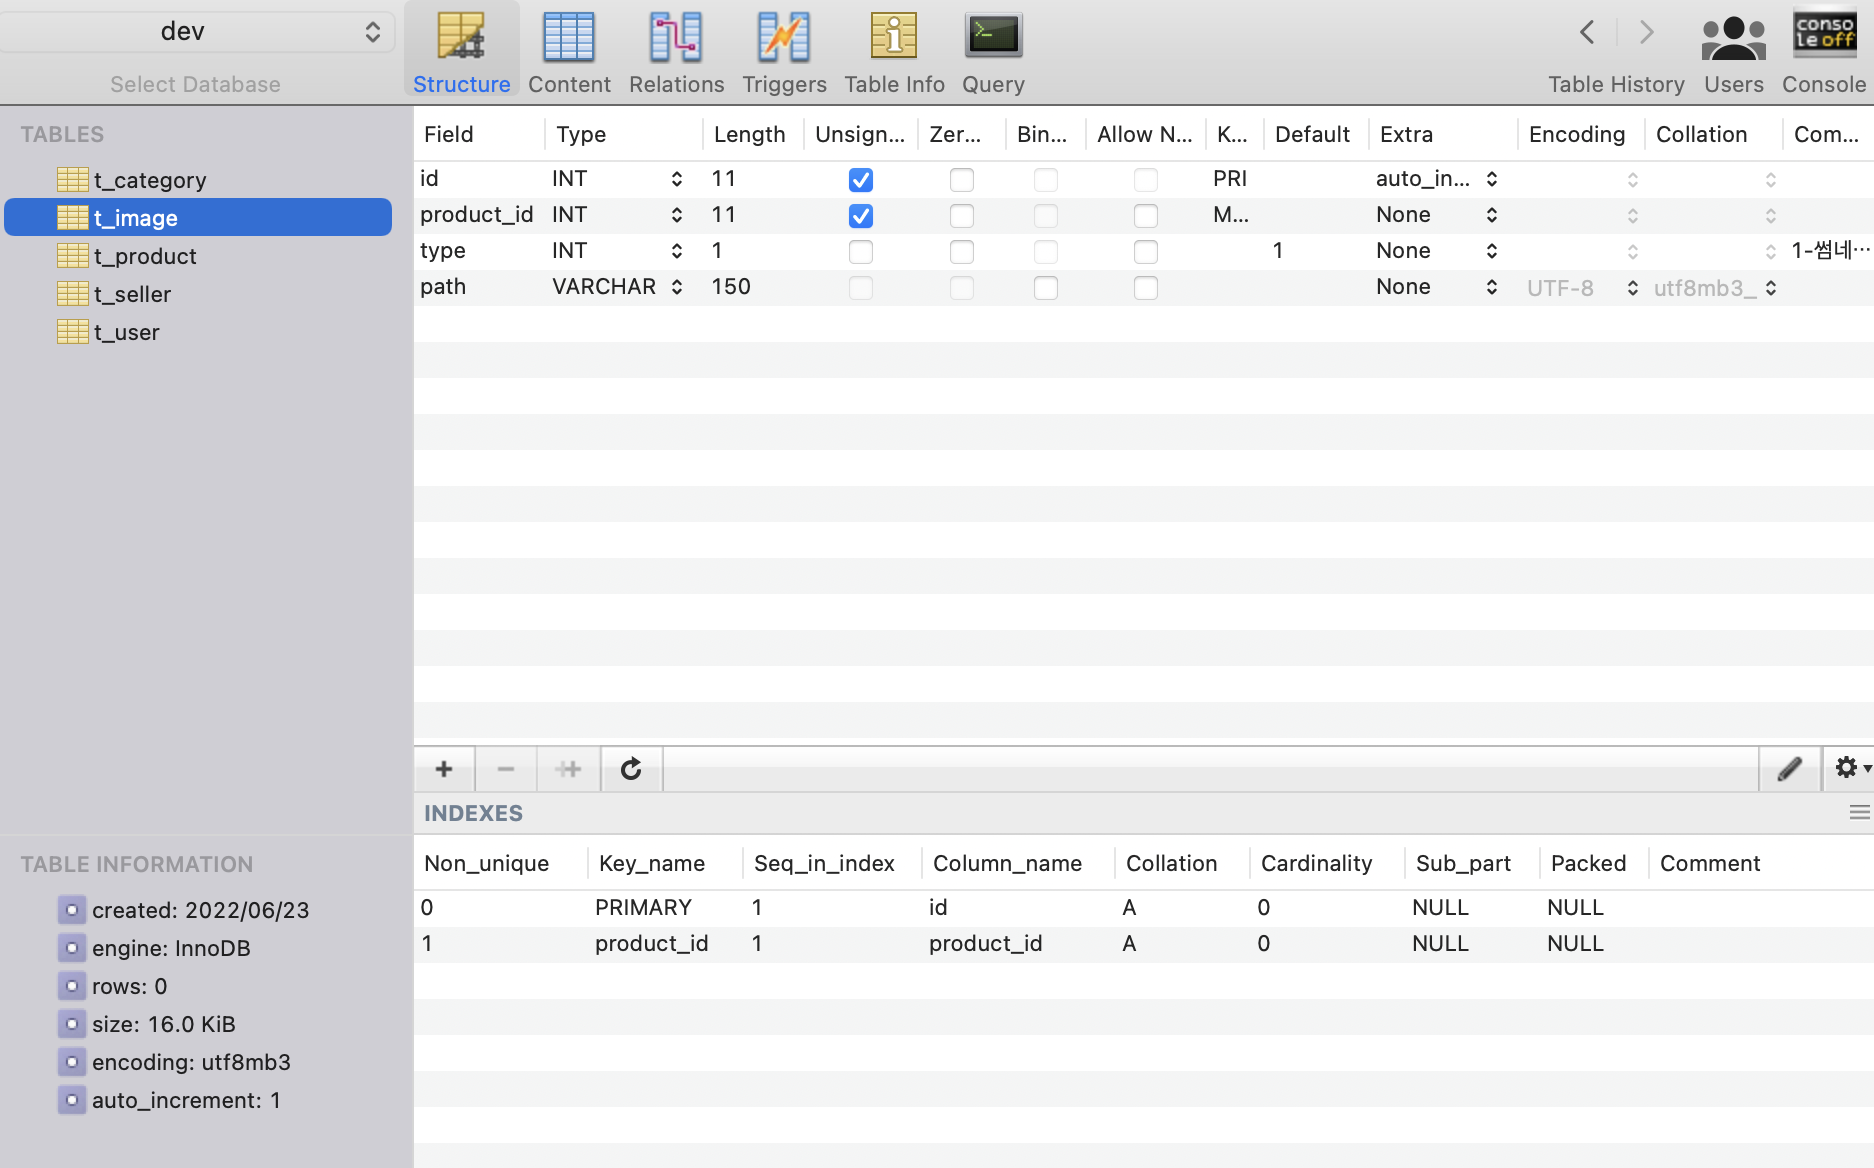 dev
Select Database
Structure
Content
Relations
Triggers
Table Info
Query
Table History
Users
conso
le off
Console
TABLES
t_category
t_image
t_product
t_seller
t_user
Field Type Length Unsign... Zer... Bin... Allow N... K... Default Extra Encoding Collation Com...
id INT 11 PRI auto_in...
product_id INT 11 M... None
type INT 1 1 None 1-썸네…
path VARCHAR 150 None UTF-8 utf8mb3_
INDEXES
Non_unique Key_name Seq_in_index Column_name Collation Cardinality Sub_part Packed Comment
0 PRIMARY 1 id A 0 NULL NULL
1 product_id 1 product_id A 0 NULL NULL
TABLE INFORMATION
created: 2022/06/23
engine: InnoDB
rows: 0
size: 16.0 KiB
encoding: utf8mb3
auto_increment: 1